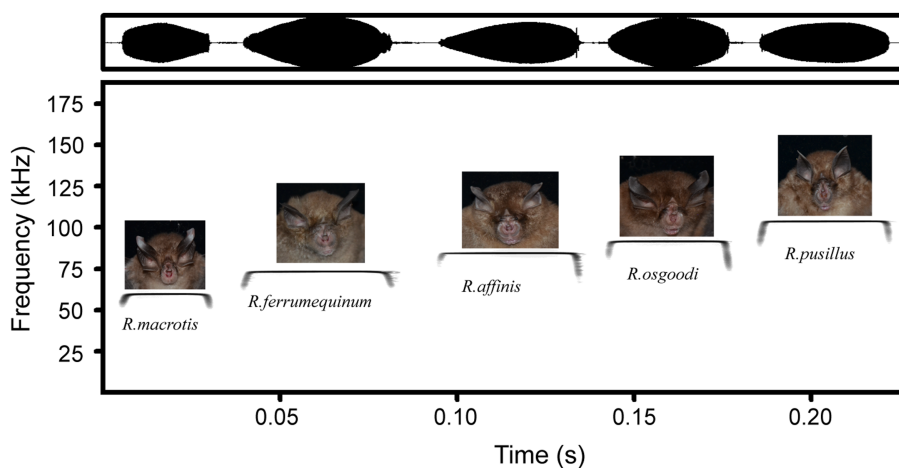 175
150
125
100
75
50
25
Frequency (kHz)
R.macrotis
R.ferrumequinum
R.affinis
R.osgoodi
R.pusillus
0.05
0.10
0.15
0.20
Time (s)